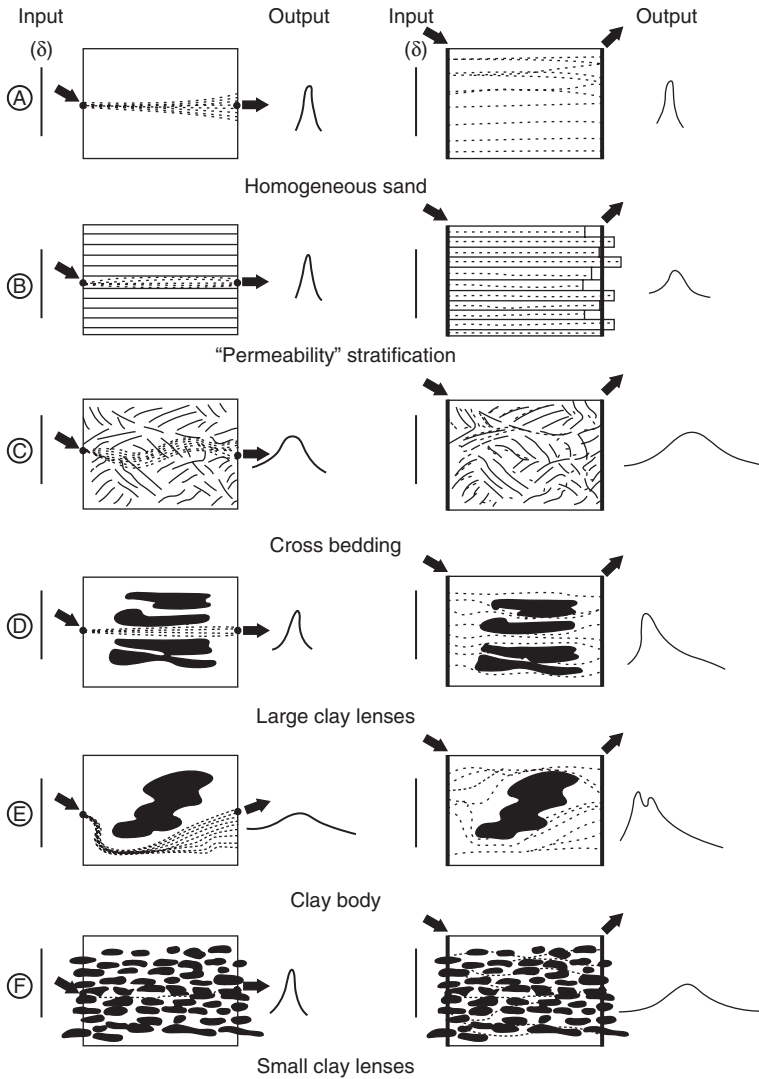 Input Output Input Output
(δ) (δ)
A
Homogeneous sand
B
“Permeability” stratification
C
Cross bedding
D
Large clay lenses
E
Clay body
F
Small clay lenses